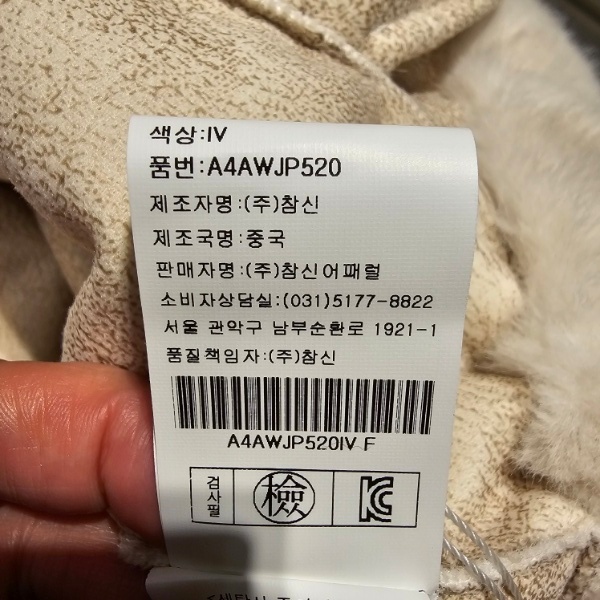 색상:IV
품번:A4AWJP520
제조자명:(주)참신
제조국명:중국
판매자명:(주)참신어패럴
소비자상담실:(031)5177-8822
서울 관악구 남부순환로 1921-1
품질책임자:(주)참신
A4AWJP520IV F
검사필 檢 KC